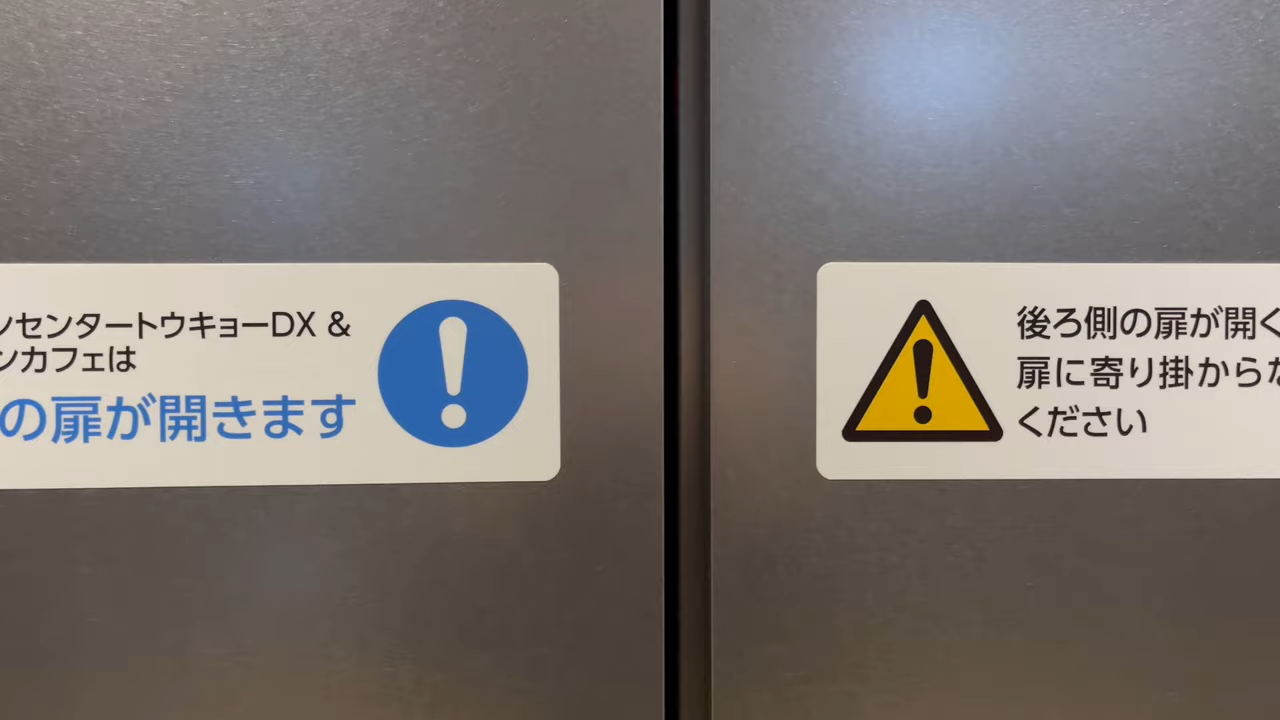 ンセンタートウキョーDX &
ンカフェは
の扉が開きます
後ろ側の扉が開く
扉に寄り掛からな
ください